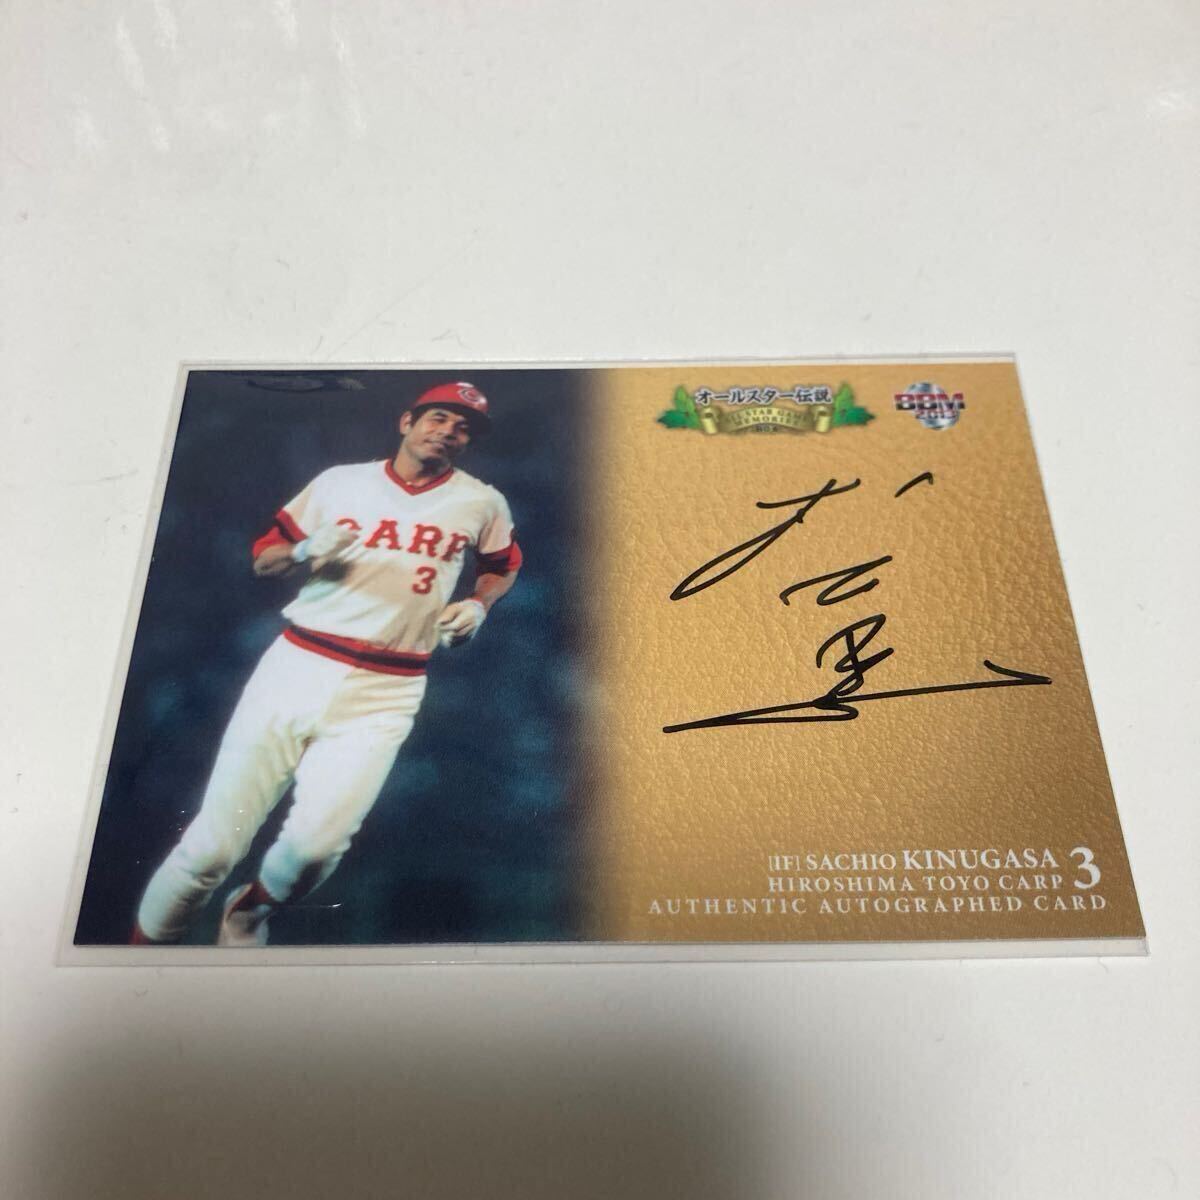 オールスター伝説
ALL STAR GAME
MEMORIES
BBM
2013
CARP
3
[IF] SACHIO KINUGASA 3
HIROSHIMA TOYO CARP
AUTHENTIC AUTOGRAPHED CARD